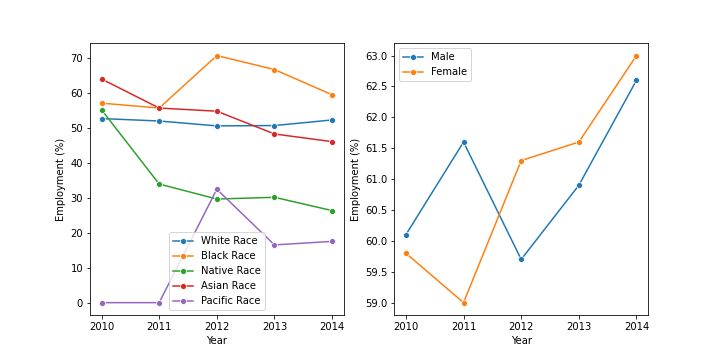 70
60
50
40
30
20
10
0
Employment (%)
2010 2011 2012 2013 2014
Year
White Race
Black Race
Native Race
Asian Race
Pacific Race
63.0
62.5
62.0
61.5
61.0
60.5
60.0
59.5
59.0
Employment (%)
2010 2011 2012 2013 2014
Year
Male
Female